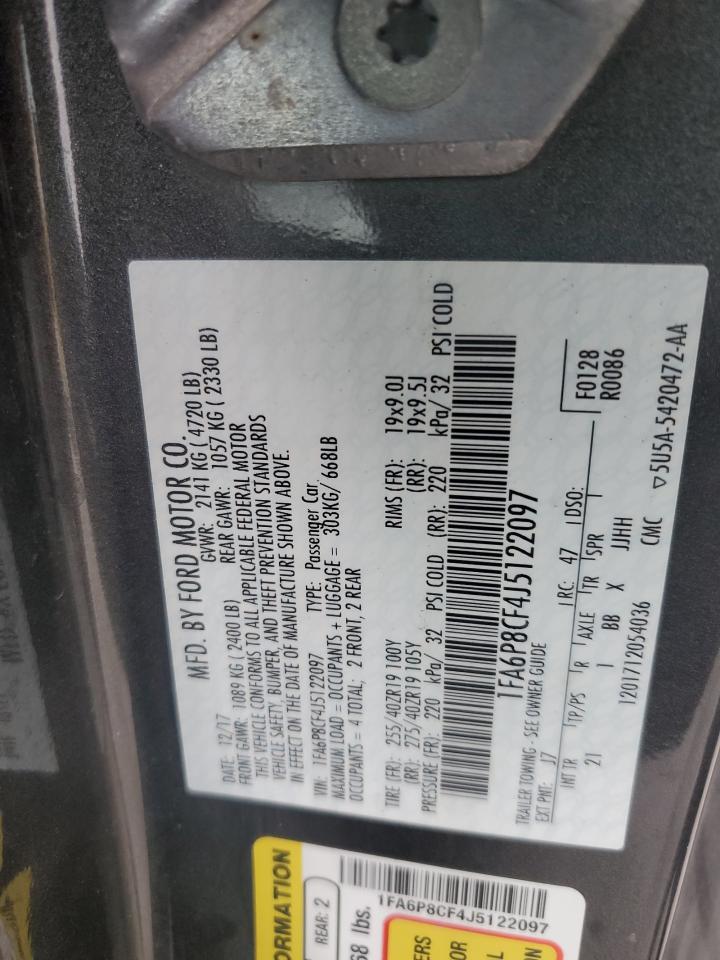 MFD. BY FORD MOTOR CO.
DATE: 12/17 GVWR: 2141 KG ( 4720 LB)
FRONT GAWR: 1089 KG ( 2400 LB) REAR GAWR: 1057 KG ( 2330 LB)
THIS VEHICLE CONFORMS TO ALL APPLICABLE FEDERAL MOTOR
VEHICLE SAFETY, BUMPER, AND THEFT PREVENTION STANDARDS
IN EFFECT ON THE DATE OF MANUFACTURE SHOWN ABOVE.
VIN: 1FA6P8CF4J5122097 TYPE: Passenger Car
MAXIMUM LOAD = OCCUPANTS + LUGGAGE = 303KG/ 668LB
OCCUPANTS = 4 TOTAL; 2 FRONT, 2 REAR
TIRE (FR): 255/40ZR19 100Y RIMS (FR): 19x9.0J
(RR): 275/40ZR19 105Y (RR): 19x9.5J
PRESSURE (FR): 220 kPa/ 32 PSI COLD (RR): 220 kPa/ 32 PSI COLD
1FA6P8CF4J5122097
TRAILER TOWING - SEE OWNER GUIDE
EXT PNT: J7 RC: 47 DSO: F0128
R0086
INT TR TP/PS R AXLE TR SPR
21 I BB X JJHH
1201712054036 CMC ▽5U5A-5420472-AA
ORMATION
REAR: 2
68 lbs.
1FA6P8CF4J5122097
ERS
OR
L
ON